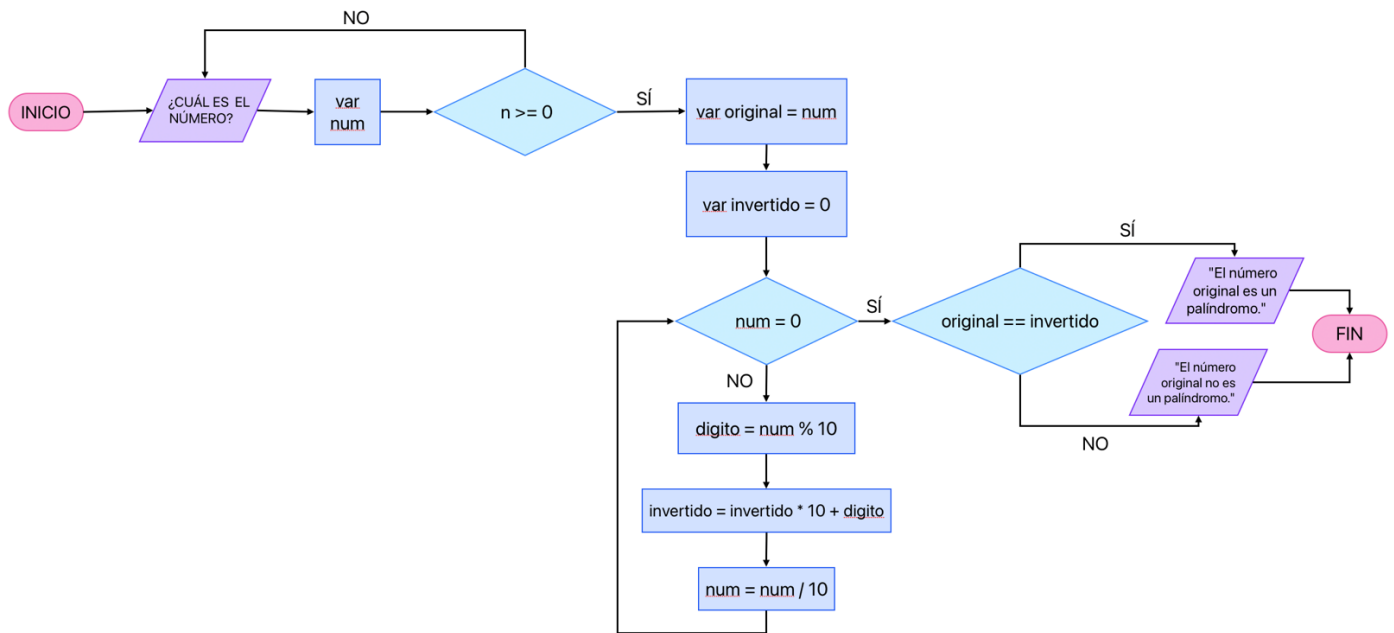 NO
INICIO
¿CUÁL ES EL
NÚMERO?
var
num
n >= 0
SÍ
var original = num
var invertido = 0
num = 0
SÍ
original == invertido
SÍ
"El número
original es un
palíndromo."
FIN
"El número
original no es
un palíndromo."
NO
NO
digito = num % 10
invertido = invertido * 10 + digito
num = num / 10